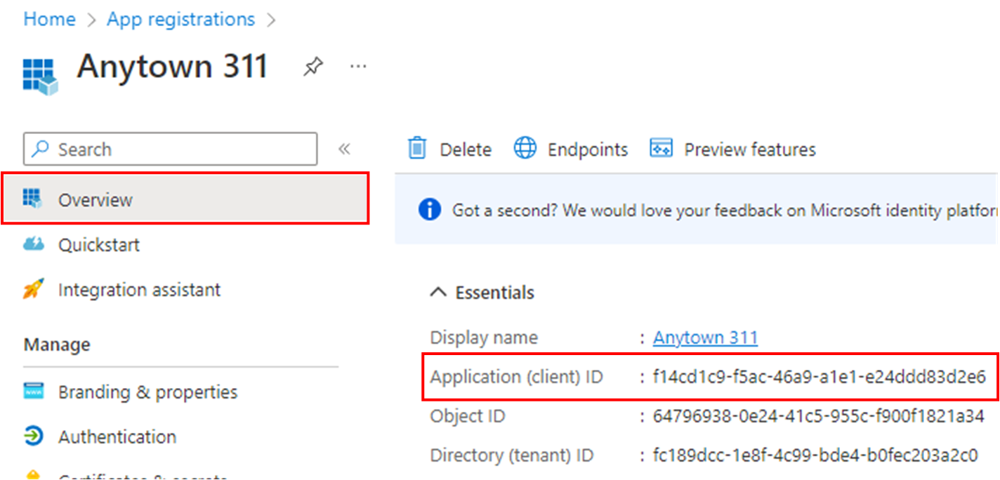 Home > App registrations >
Anytown 311
Search
Overview
Quickstart
Integration assistant
Manage
Branding & properties
Authentication
Certificates & secrets
Delete Endpoints Preview features
Got a second? We would love your feedback on Microsoft identity platfor
Essentials
Display name : Anytown 311
Application (client) ID : f14cd1c9-f5ac-46a9-a1e1-e24ddd83d2e6
Object ID : 64796938-0e24-41c5-955c-f900f1821a34
Directory (tenant) ID : fc189dcc-1e8f-4c99-bde4-b0fec203a2c0